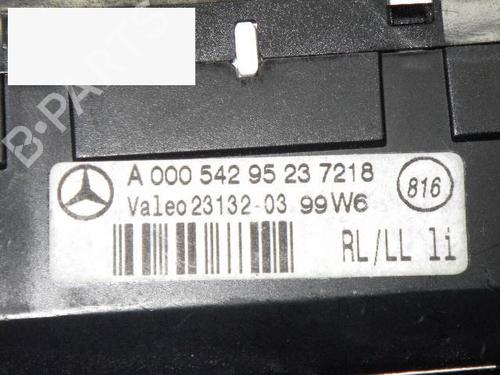 A 000 542 95 23 7218
816
Valeo 23132-03 99W6
RL/LL li
B-PARTS